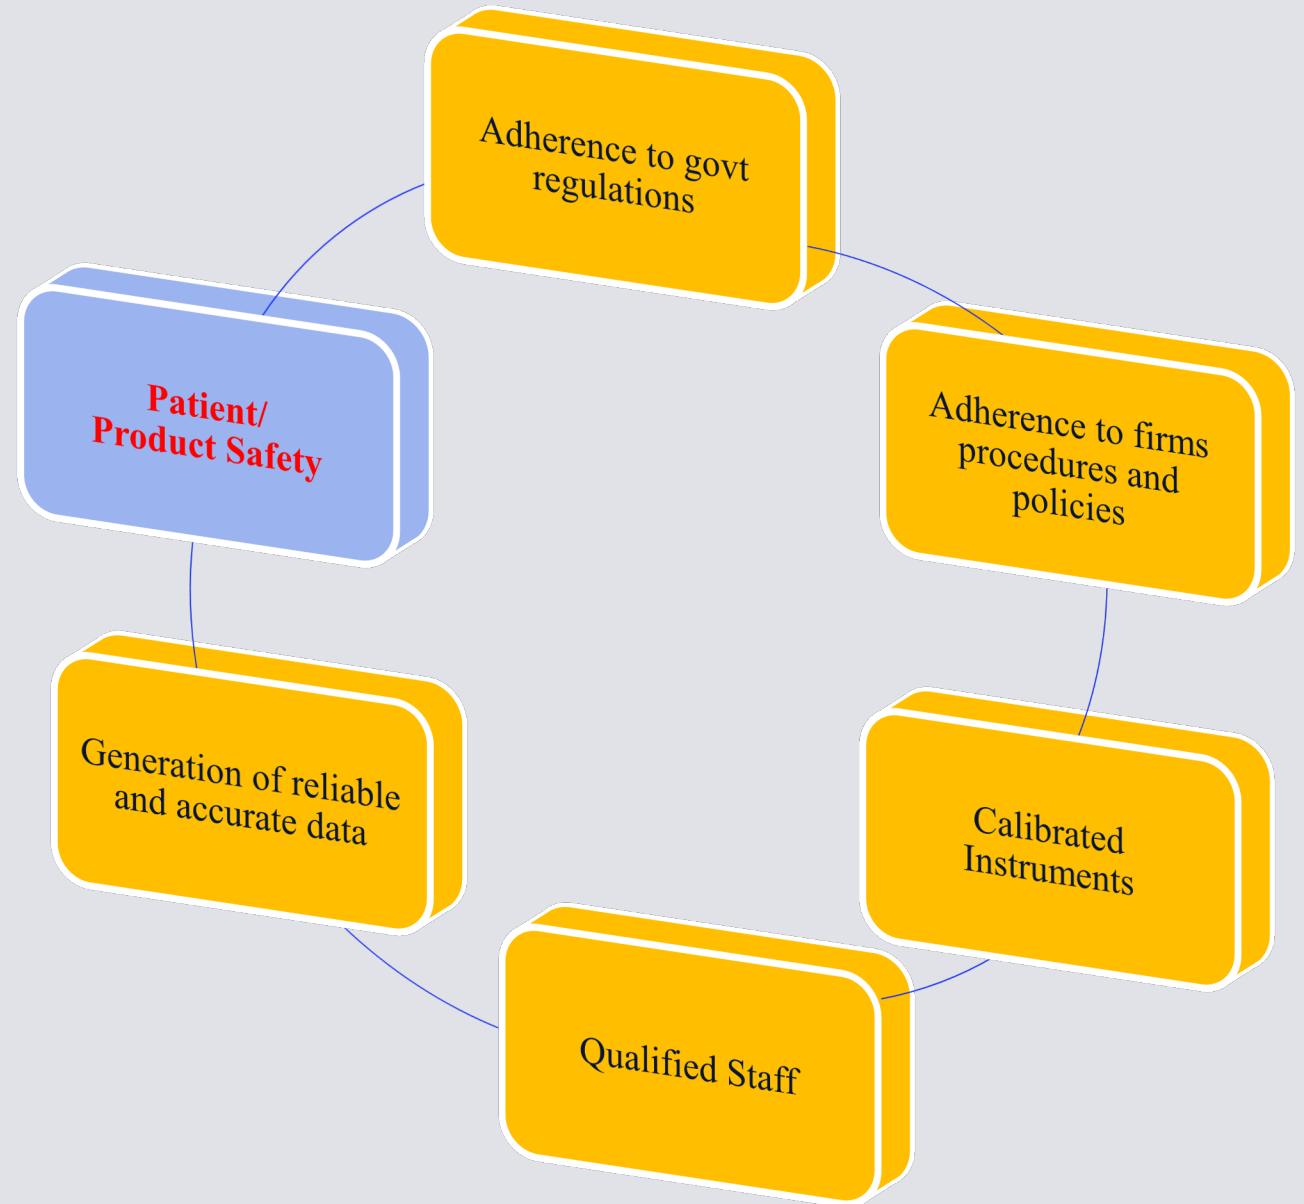 Adherence to govt
regulations
Adherence to firms
procedures and
policies
Calibrated
Instruments
Qualified Staff
Generation of reliable
and accurate data
Patient/
Product Safety